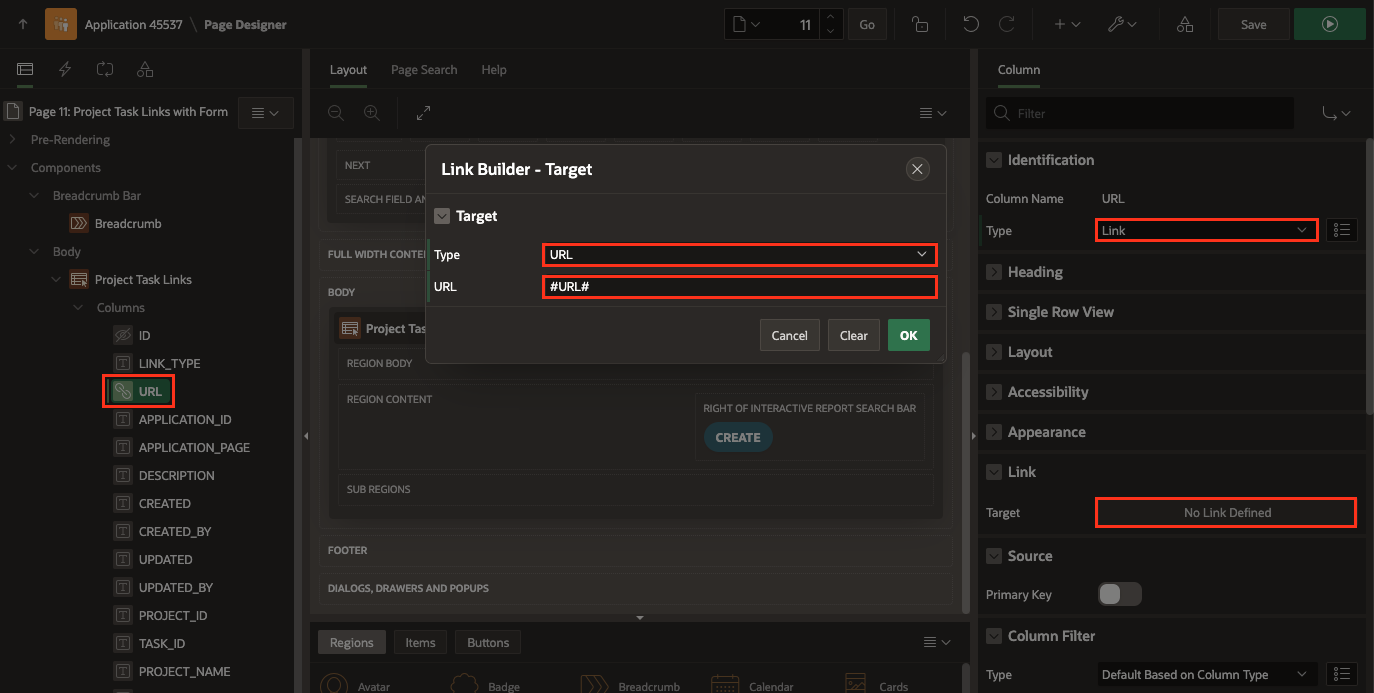 Application 45537 \ Page Designer
11
Go
Save
Layout
Page Search
Help
Column
Page 11: Project Task Links with Form
Filter
Pre-Rendering
Components
Breadcrumb Bar
Breadcrumb
Body
Project Task Links
Columns
ID
LINK_TYPE
URL
APPLICATION_ID
APPLICATION_PAGE
DESCRIPTION
CREATED
CREATED_BY
UPDATED
UPDATED_BY
PROJECT_ID
TASK_ID
PROJECT_NAME
NEXT
SEARCH FIELD AN
FULL WIDTH CONTE
BODY
Project Tas
REGION BODY
REGION CONTENT
RIGHT OF INTERACTIVE REPORT SEARCH BAR
CREATE
SUB REGIONS
FOOTER
DIALOGS, DRAWERS AND POPUPS
Regions
Items
Buttons
Avatar
Badge
Breadcrumb
Calendar
Cards
Link Builder - Target
Target
Type
URL
URL
#URL#
Cancel
Clear
OK
Identification
Column Name
URL
Type
Link
Heading
Single Row View
Layout
Accessibility
Appearance
Link
Target
No Link Defined
Source
Primary Key
Column Filter
Type
Default Based on Column Type